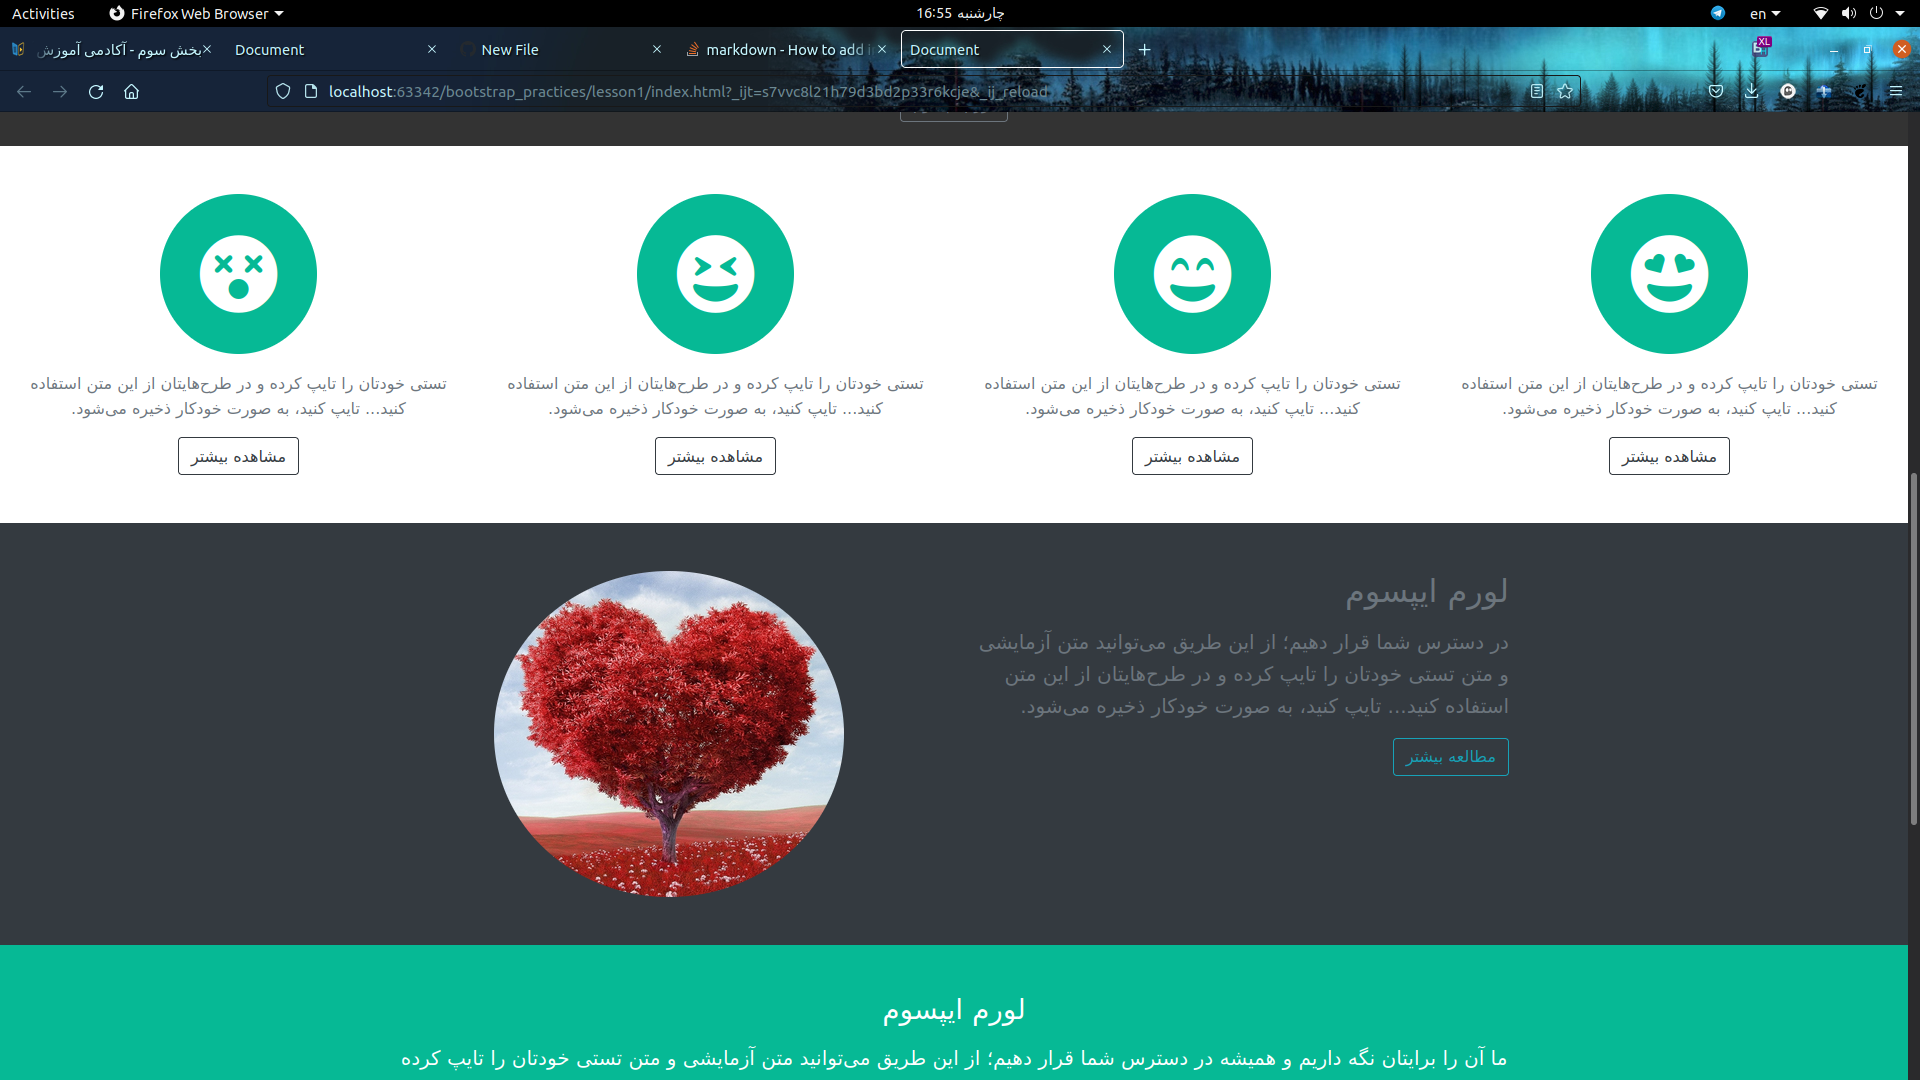 Activities
Firefox Web Browser
چارشنبه 16:55
en
بخش سوم - آکادمی آموزش
Document
New File
markdown - How to add i
Document
XL
localhost:63342/bootstrap_practices/lesson1/index.html?_ijt=s7vvc8l21h79d3bd2p33r6kcje&_ij_reload
تستی خودتان را تایپ کرده و در طرح‌هایتان از این متن استفاده
کنید... تایپ کنید، به صورت خودکار ذخیره می‌شود.
مشاهده بیشتر
تستی خودتان را تایپ کرده و در طرح‌هایتان از این متن استفاده
کنید... تایپ کنید، به صورت خودکار ذخیره می‌شود.
مشاهده بیشتر
تستی خودتان را تایپ کرده و در طرح‌هایتان از این متن استفاده
کنید... تایپ کنید، به صورت خودکار ذخیره می‌شود.
مشاهده بیشتر
تستی خودتان را تایپ کرده و در طرح‌هایتان از این متن استفاده
کنید... تایپ کنید، به صورت خودکار ذخیره می‌شود.
مشاهده بیشتر
لورم ایپسوم
در دسترس شما قرار دهیم؛ از این طریق می‌توانید متن آزمایشی
و متن تستی خودتان را تایپ کرده و در طرح‌هایتان از این متن
استفاده کنید... تایپ کنید، به صورت خودکار ذخیره می‌شود.
مطالعه بیشتر
لورم ایپسوم
ما آن را برایتان نگه داریم و همیشه در دسترس شما قرار دهیم؛ از این طریق می‌توانید متن آزمایشی و متن تستی خودتان را تایپ کرده